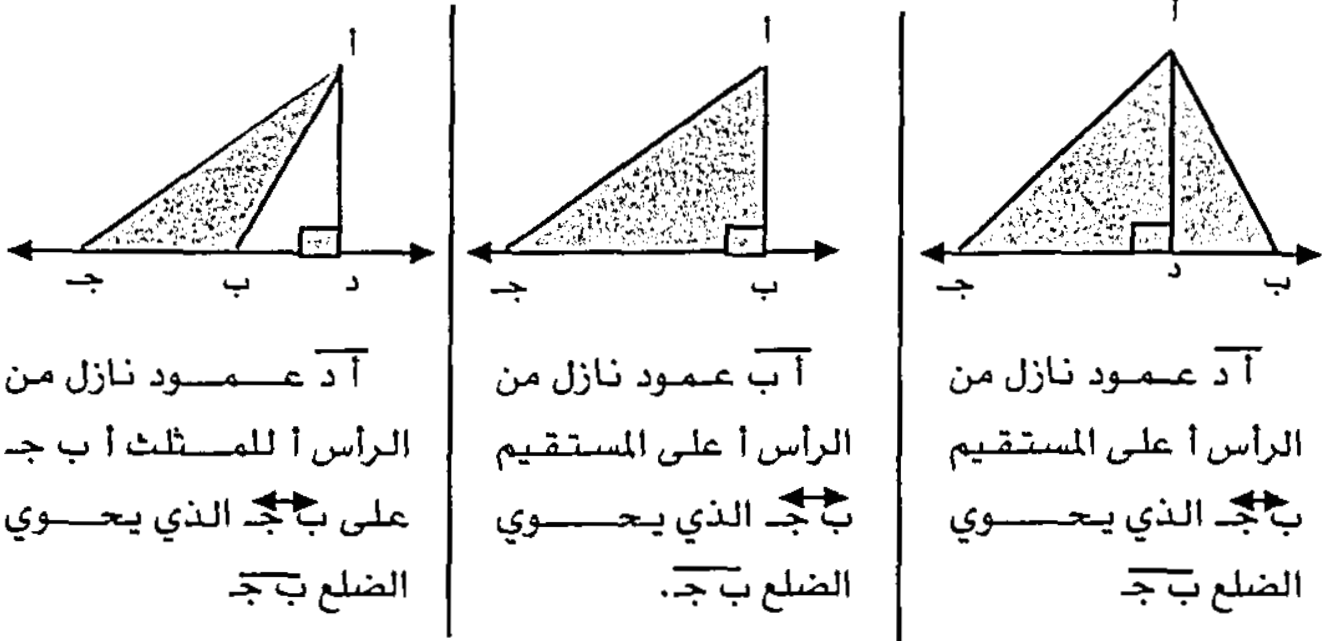 أ
جـ
د
ب
أ د عمود نازل من
الرأس أ على المستقيم
ب جـ الذي يحوي
الضلع ب جـ
أ
جـ
ب
أ ب عمود نازل من
الرأس أ على المستقيم
ب جـ الذي يحوي
الضلع ب جـ.
أ
جـ
ب
د
أ د عمود نازل من
الرأس أ للمثلث أ ب جـ
على ب جـ الذي يحوي
الضلع ب جـ